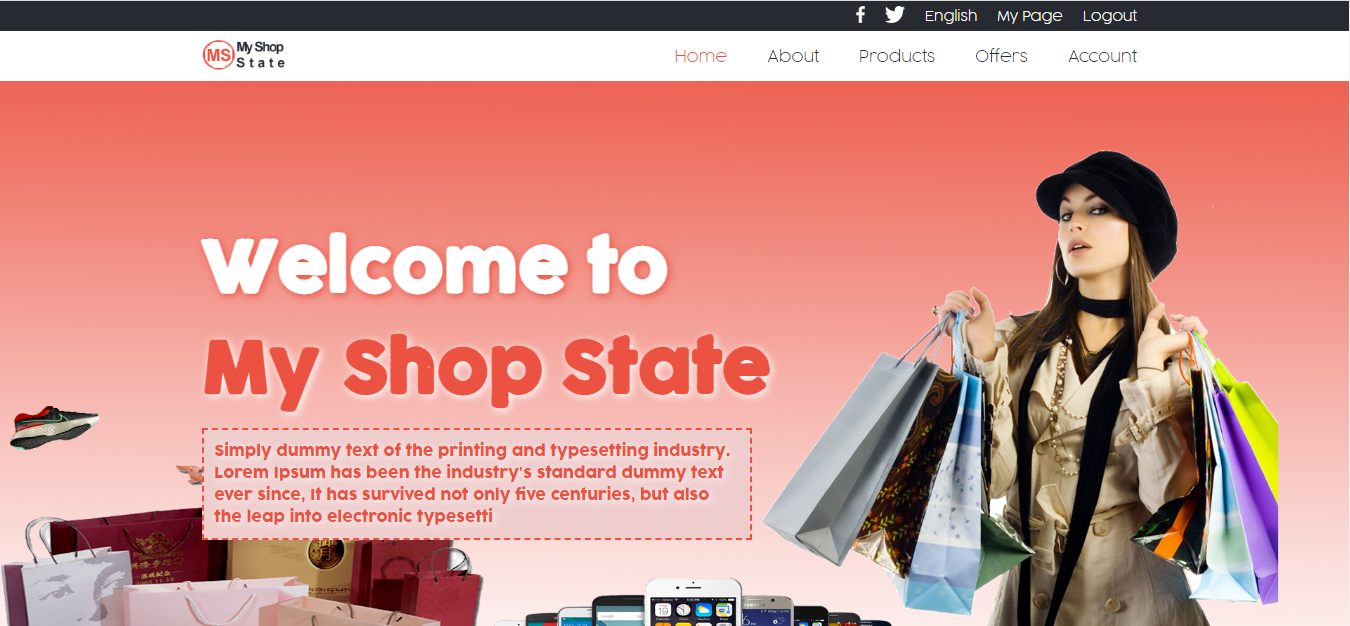 English My Page Logout
MS My Shop
State
Home About Products Offers Account
Welcome to
My Shop State
Simply dummy text of the printing and typesetting industry.
Lorem Ipsum has been the industry's standard dummy text
ever since, It has survived not only five centuries, but also
the leap into electronic typesetti